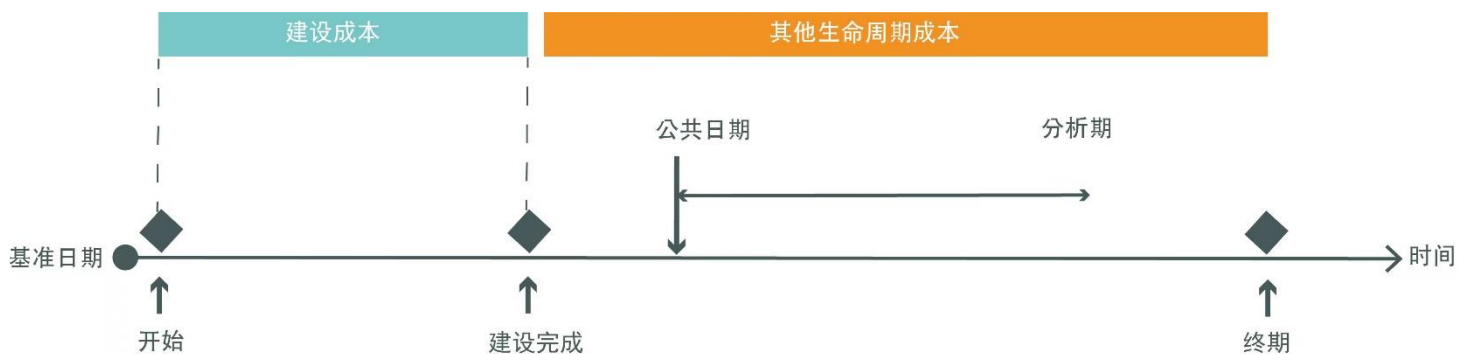 建设成本
其他生命周期成本
公共日期
分析期
基准日期
时间
开始
建设完成
终期